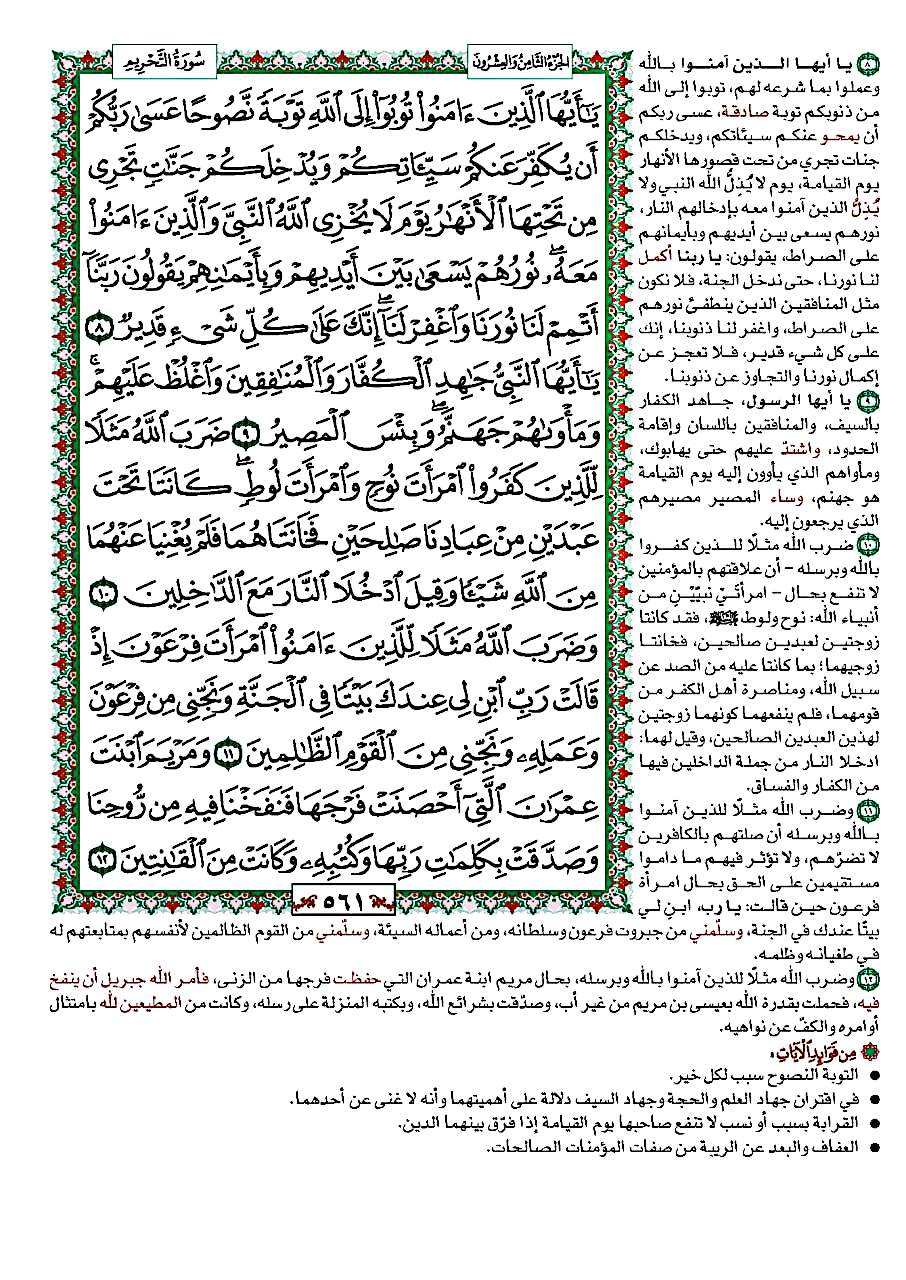 سُورَةُ التَّحْرِيمِ
الجُزْءُ الثَّامِنُ وَالعِشْرُونَ
يَٰٓأَيُّهَا ٱلَّذِينَ ءَامَنُواْ تُوبُوٓاْ إِلَى ٱللَّهِ تَوْبَةٗ نَّصُوحًا عَسَىٰ رَبُّكُمْ
أَن يُكَفِّرَ عَنكُمْ سَيِّـَٔاتِكُمْ وَيُدْخِلَكُمْ جَنَّٰتٖ تَجْرِي
مِن تَحْتِهَا ٱلْأَنْهَٰرُ يَوْمَ لَا يُخْزِي ٱللَّهُ ٱلنَّبِيَّ وَٱلَّذِينَ ءَامَنُواْ
مَعَهُۥۖ نُورُهُمْ يَسْعَىٰ بَيْنَ أَيْدِيهِمْ وَبِأَيْمَٰنِهِمْ يَقُولُونَ رَبَّنَآ
أَتْمِمْ لَنَا نُورَنَا وَٱغْفِرْ لَنَآۖ إِنَّكَ عَلَىٰ كُلِّ شَيْءٖ قَدِيرٞ ٨
يَٰٓأَيُّهَا ٱلنَّبِيُّ جَٰهِدِ ٱلْكُفَّارَ وَٱلْمُنَٰفِقِينَ وَٱغْلُظْ عَلَيْهِمْۚ
وَمَأْوَىٰهُمْ جَهَنَّمُۖ وَبِئْسَ ٱلْمَصِيرُ ٩ ضَرَبَ ٱللَّهُ مَثَلٗا
لِّلَّذِينَ كَفَرُواْ ٱمْرَأَتَ نُوحٖ وَٱمْرَأَتَ لُوطٖۖ كَانَتَا تَحْتَ
عَبْدَيْنِ مِنْ عِبَادِنَا صَٰلِحَيْنِ فَخَانَتَاهُمَا فَلَمْ يُغْنِيَا عَنْهُمَا
مِنَ ٱللَّهِ شَيْـٔٗا وَقِيلَ ٱدْخُلَا ٱلنَّارَ مَعَ ٱلدَّٰخِلِينَ ١٠
وَضَرَبَ ٱللَّهُ مَثَلٗا لِّلَّذِينَ ءَامَنُواْ ٱمْرَأَتَ فِرْعَوْنَ إِذْ
قَالَتْ رَبِّ ٱبْنِ لِي عِندَكَ بَيْتٗا فِي ٱلْجَنَّةِ وَنَجِّنِي مِن فِرْعَوْنَ
وَعَمَلِهِۦ وَنَجِّنِي مِنَ ٱلْقَوْمِ ٱلظَّٰلِمِينَ ١١ وَمَرْيَمَ ٱبْنَتَ
عِمْرَٰنَ ٱلَّتِيٓ أَحْصَنَتْ فَرْجَهَا فَنَفَخْنَا فِيهِ مِن رُّوحِنَا
وَصَدَّقَتْ بِكَلِمَٰتِ رَبِّهَا وَكُتُبِهِۦ وَكَانَتْ مِنَ ٱلْقَٰنِتِينَ ١٢
٥٦١
٨ يا أيها الذين آمنوا بالله
وعملوا بما شرعه لهم، توبوا إلى الله
من ذنوبكم توبة صادقة، عسى ربكم
أن يمحو عنكم سيئاتكم، ويدخلكم
جنات تجري من تحت قصورها الأنهار
يوم القيامة، يوم لا يُذِلُّ الله النبي ولا
يُذِلُّ الذين آمنوا معه بإدخالهم النار،
نورهم يسعى بين أيديهم وبأيمانهم
على الصراط، يقولون: يا ربنا أكمل
لنا نورنا، حتى ندخل الجنة، فلا نكون
مثل المنافقين الذين ينطفئ نورهم
على الصراط، واغفر لنا ذنوبنا، إنك
على كل شيء قدير، فلا تعجز عن
إكمال نورنا والتجاوز عن ذنوبنا.
٩ يا أيها الرسول، جاهد الكفار
بالسيف، والمنافقين باللسان وإقامة
الحدود، واشتدّ عليهم حتى يهابوك،
ومأواهم الذي يأوون إليه يوم القيامة
هو جهنم، وساء المصير مصيرهم
الذي يرجعون إليه.
١٠ ضرب الله مثلًا للذين كفروا
بالله وبرسله - أن علاقتهم بالمؤمنين
لا تنفع بحال - امرأتَيْ نبيَّيْنِ من
أنبياء الله: نوح ولوط، فقد كانتا
زوجتين لعبدين صالحين، فخانتا
زوجيهما؛ بما كانتا عليه من الصد عن
سبيل الله، ومناصرة أهل الكفر من
قومهما، فلم ينفعهما كونهما زوجتين
لهذين العبدين الصالحين، وقيل لهما:
ادخلا النار من جملة الداخلين فيها
من الكفار والفساق.
١١ وضرب الله مثلًا للذين آمنوا
بالله وبرسله أن صلتهم بالكافرين
لا تضرّهم، ولا تؤثر فيهم ما داموا
مستقيمين على الحق بحال امرأة
فرعون حين قالت: يا رب، ابنِ لي
بيتًا عندك في الجنة، وسلّمني من جبروت فرعون وسلطانه، ومن أعماله السيئة، وسلّمني من القوم الظالمين لأنفسهم بمتابعتهم له
في طغيانه وظلمه.
١٢ وضرب الله مثلًا للذين آمنوا بالله وبرسله، بحال مريم ابنة عمران التي حفظت فرجها من الزنى، فأمر الله جبريل أن ينفخ
فيه، فحملت بقدرة الله بعيسى بن مريم من غير أب، وصدّقت بشرائع الله، وبكتبه المنزلة على رسله، وكانت من المطيعين لله بامتثال
أوامره والكفّ عن نواهيه.
مِن فَوَائِدِ الْآيَاتِ:
● التوبة النصوح سبب لكل خير.
● في اقتران جهاد العلم والحجة وجهاد السيف دلالة على أهميتهما وأنه لا غنى عن أحدهما.
● القرابة بسبب أو نسب لا تنفع صاحبها يوم القيامة إذا فرّق بينهما الدين.
● العفاف والبعد عن الريبة من صفات المؤمنات الصالحات.